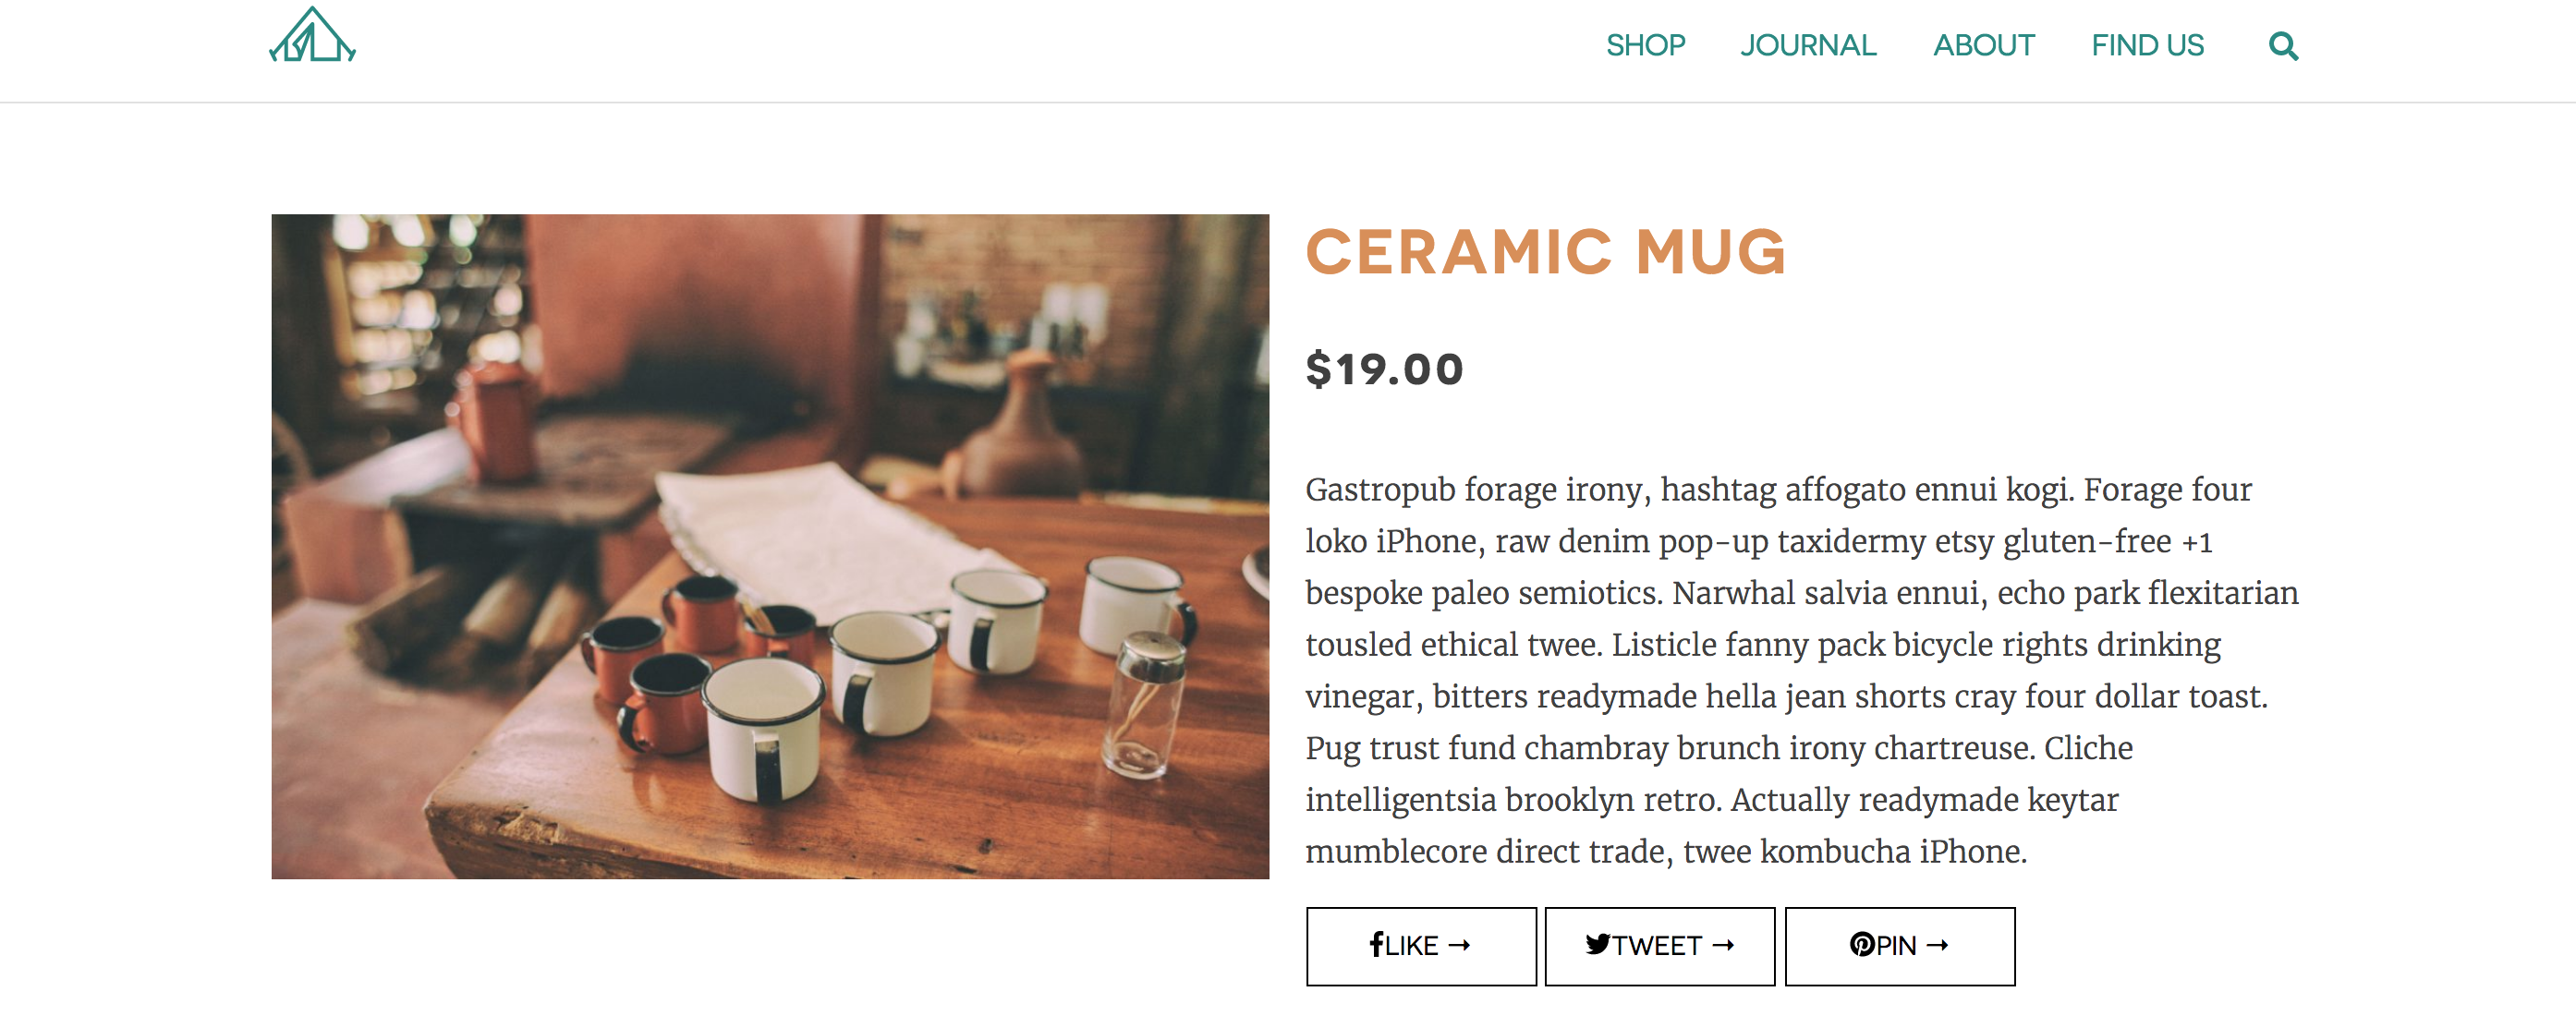 SHOP JOURNAL ABOUT FIND US
CERAMIC MUG
$19.00
Gastropub forage irony, hashtag affogato ennui kogi. Forage four
loko iPhone, raw denim pop-up taxidermy etsy gluten-free +1
bespoke paleo semiotics. Narwhal salvia ennui, echo park flexitarian
tousled ethical twee. Listicle fanny pack bicycle rights drinking
vinegar, bitters readymade hella jean shorts cray four dollar toast.
Pug trust fund chambray brunch irony chartreuse. Cliche
intelligentsia brooklyn retro. Actually readymade keytar
mumblecore direct trade, twee kombucha iPhone.
LIKE → TWEET → PIN →